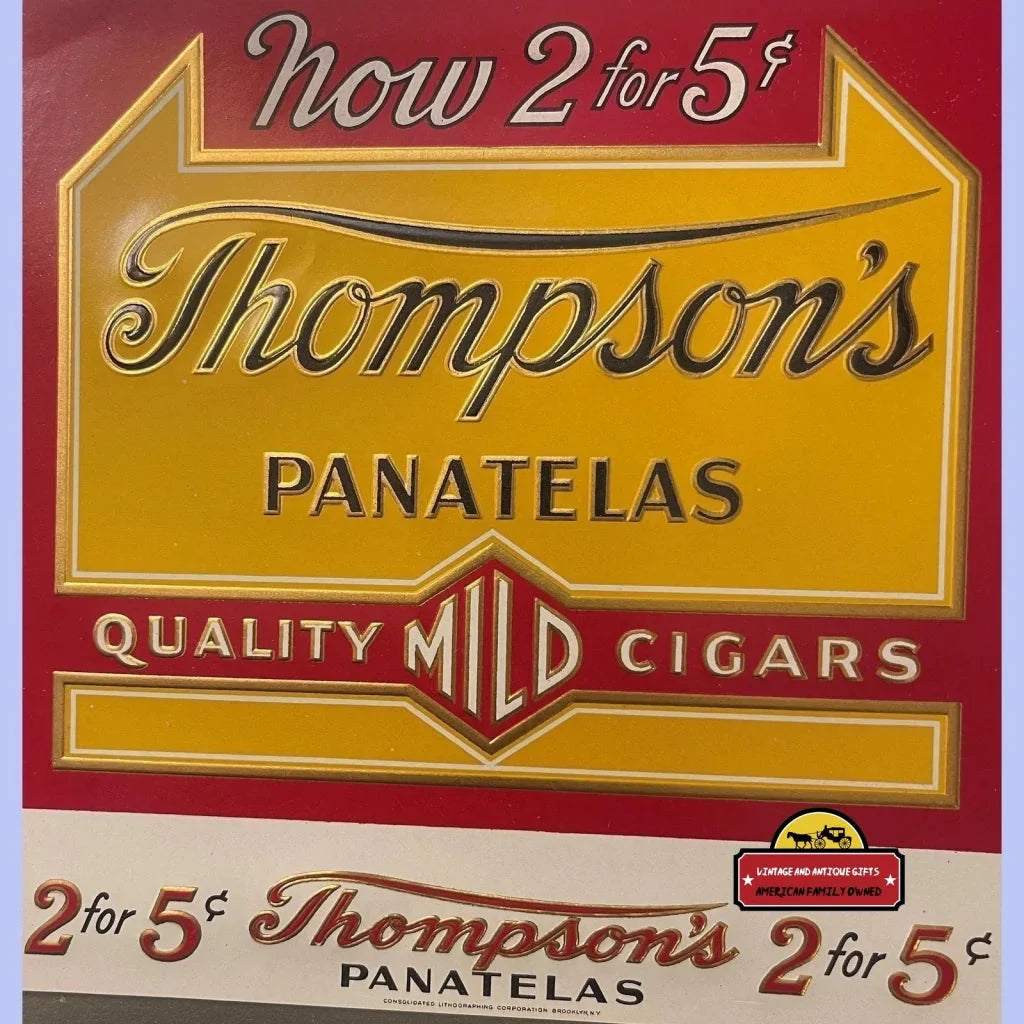 Now 2 for 5¢
Thompson's
PANATELAS
QUALITY MILD CIGARS
VINTAGE AND ANTIQUE GIFTS
AMERICAN FAMILY OWNED
2 for 5¢ Thompson's 2 for 5¢
PANATELAS
CONSOLIDATED LITHOGRAPHING CORPORATION BROOKLYN, N.Y.